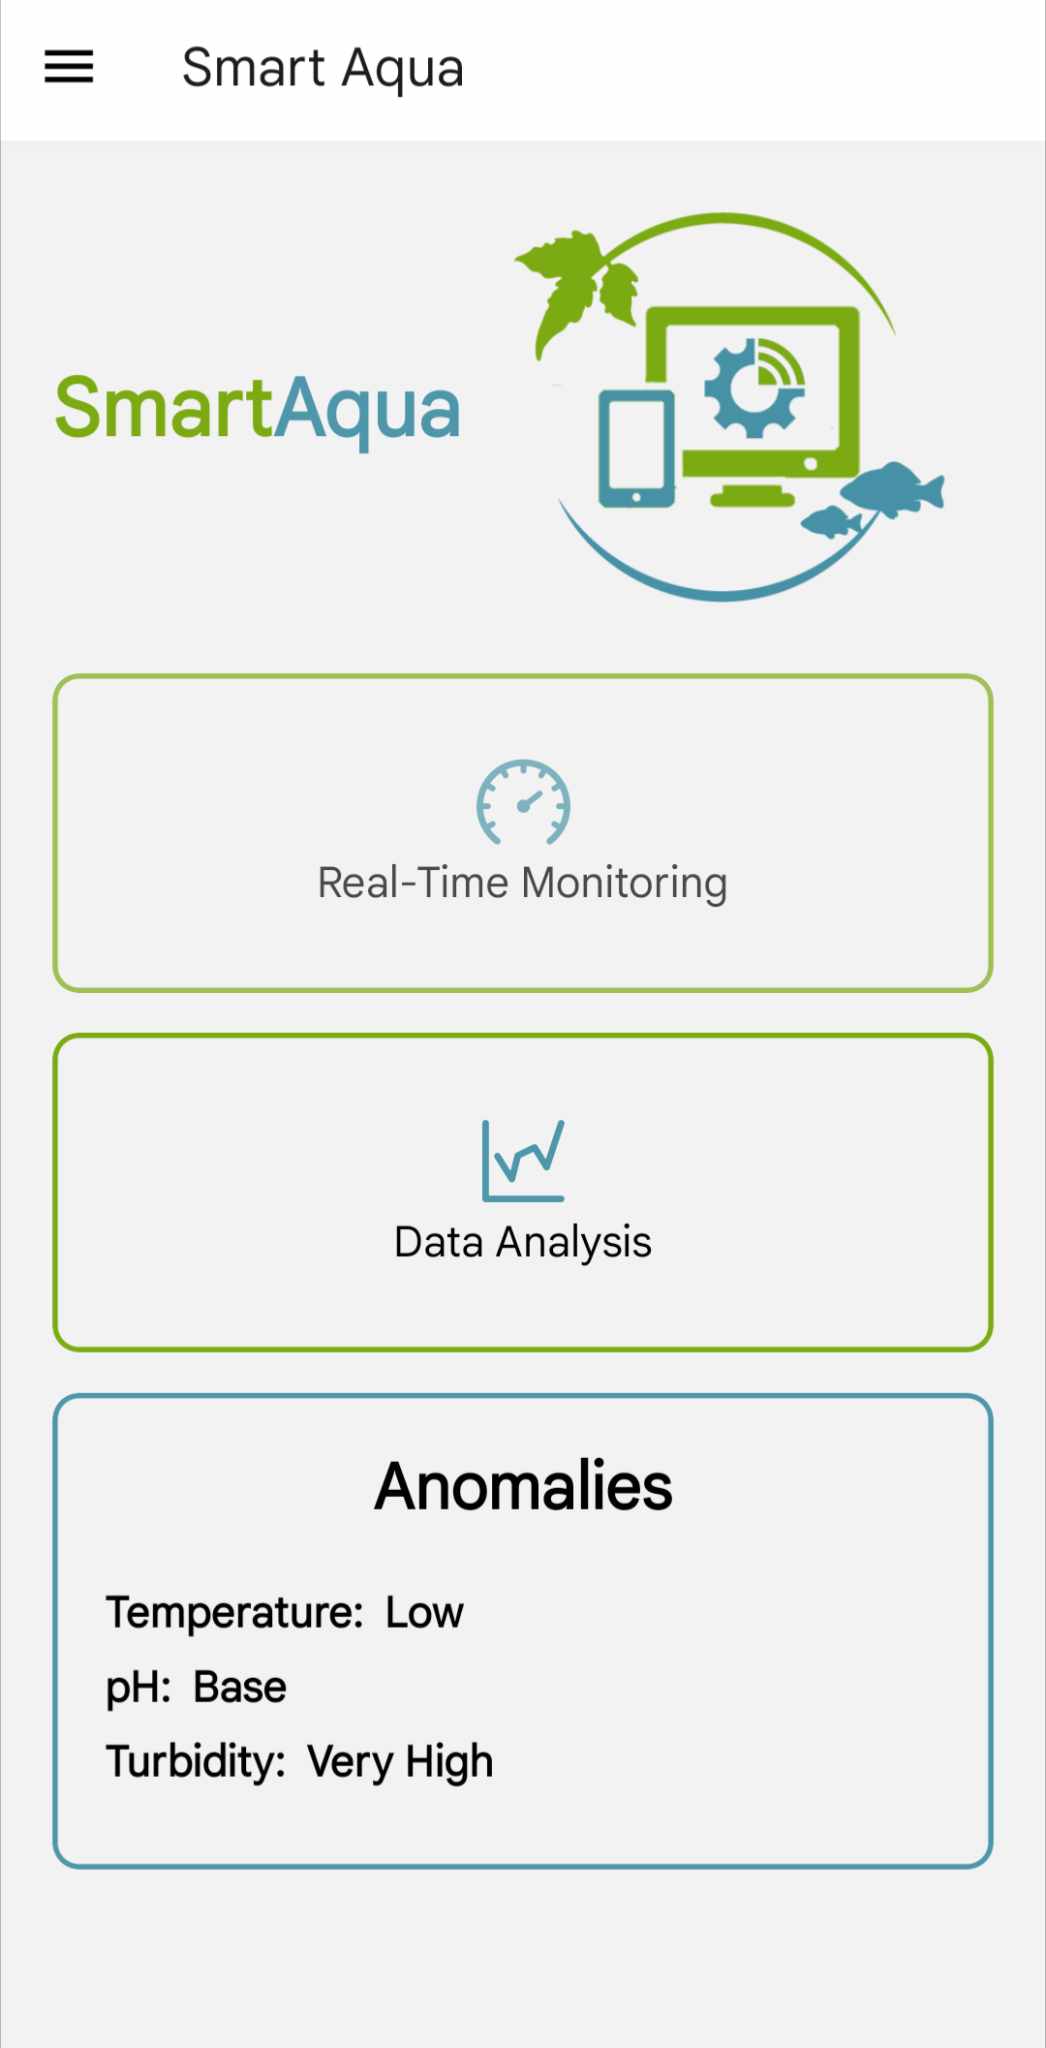 Smart Aqua
SmartAqua
Real-Time Monitoring
Data Analysis
Anomalies
Temperature: Low
pH: Base
Turbidity: Very High